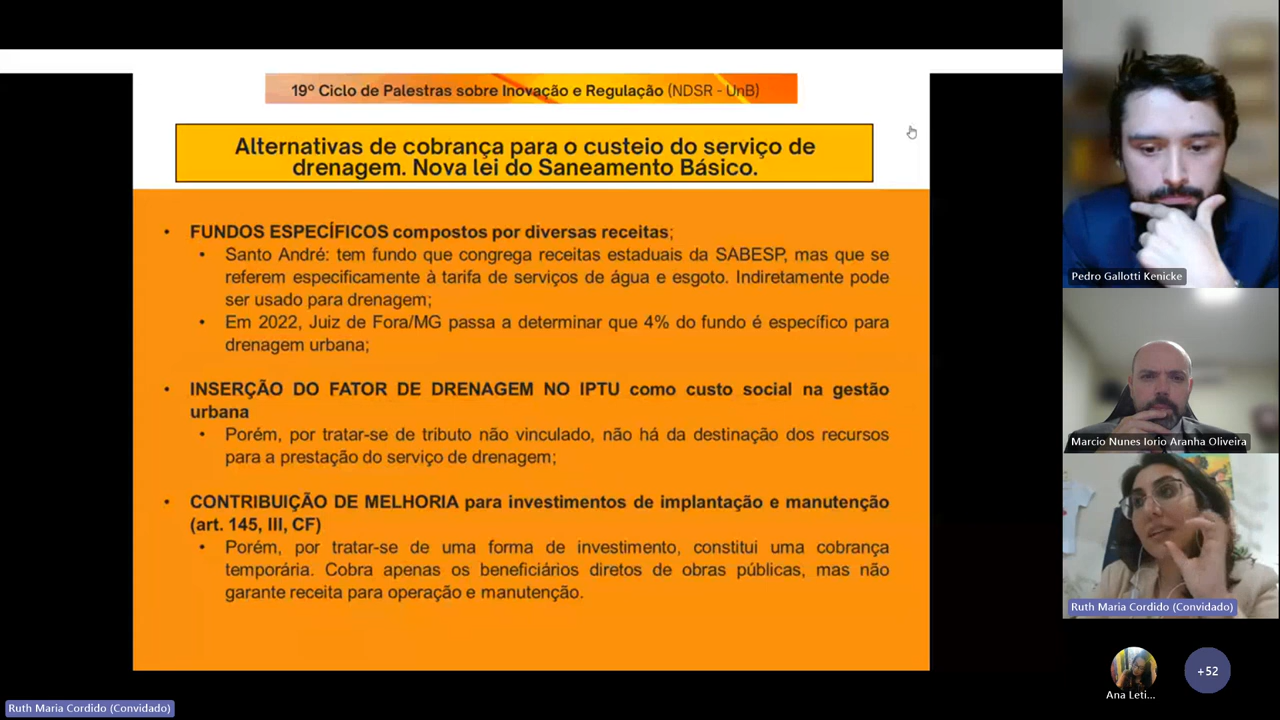 19º Ciclo de Palestras sobre Inovação e Regulação (NDSR - UnB)
Alternativas de cobrança para o custeio do serviço de
drenagem. Nova lei do Saneamento Básico.
• FUNDOS ESPECÍFICOS compostos por diversas receitas;
• Santo André: tem fundo que congrega receitas estaduais da SABESP, mas que se
referem especificamente à tarifa de serviços de água e esgoto. Indiretamente pode
ser usado para drenagem;
• Em 2022, Juiz de Fora/MG passa a determinar que 4% do fundo é específico para
drenagem urbana;
• INSERÇÃO DO FATOR DE DRENAGEM NO IPTU como custo social na gestão
urbana
• Porém, por tratar-se de tributo não vinculado, não há da destinação dos recursos
para a prestação do serviço de drenagem;
• CONTRIBUIÇÃO DE MELHORIA para investimentos de implantação e manutenção
(art. 145, III, CF)
• Porém, por tratar-se de uma forma de investimento, constitui uma cobrança
temporária. Cobra apenas os beneficiários diretos de obras públicas, mas não
garante receita para operação e manutenção.
Pedro Gallotti Kenicke
Marcio Nunes Iorio Aranha Oliveira
Ruth Maria Cordido (Convidado)
Ana Leti...
+52
Ruth Maria Cordido (Convidado)